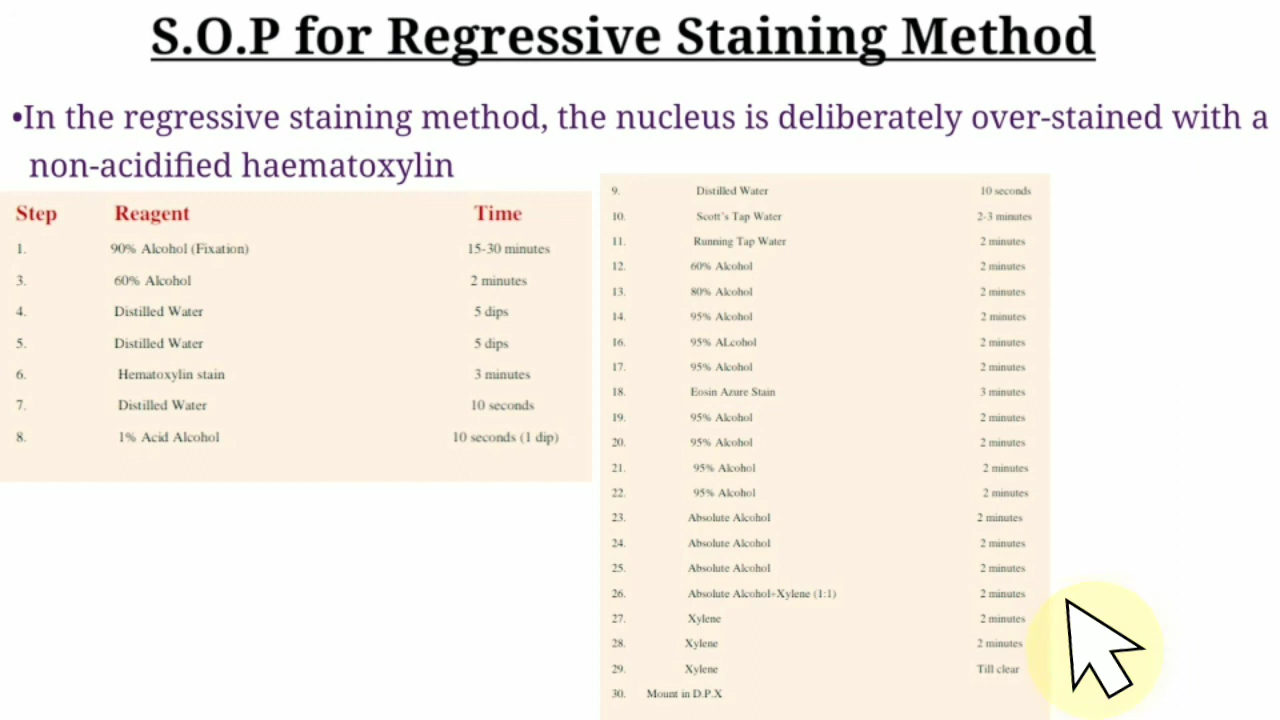 S.O.P for Regressive Staining Method
•In the regressive staining method, the nucleus is deliberately over-stained with a
non-acidified haematoxylin
Step Reagent Time
1. 90% Alcohol (Fixation) 15-30 minutes
3. 60% Alcohol 2 minutes
4. Distilled Water 5 dips
5. Distilled Water 5 dips
6. Hematoxylin stain 3 minutes
7. Distilled Water 10 seconds
8. 1% Acid Alcohol 10 seconds (1 dip)
9. Distilled Water 10 seconds
10. Scott's Tap Water 2-3 minutes
11. Running Tap Water 2 minutes
12. 60% Alcohol 2 minutes
13. 80% Alcohol 2 minutes
14. 95% Alcohol 2 minutes
16. 95% ALcohol 2 minutes
17. 95% Alcohol 2 minutes
18. Eosin Azure Stain 3 minutes
19. 95% Alcohol 2 minutes
20. 95% Alcohol 2 minutes
21. 95% Alcohol 2 minutes
22. 95% Alcohol 2 minutes
23. Absolute Alcohol 2 minutes
24. Absolute Alcohol 2 minutes
25. Absolute Alcohol 2 minutes
26. Absolute Alcohol+Xylene (1:1) 2 minutes
27. Xylene 2 minutes
28. Xylene 2 minutes
29. Xylene Till clear
30. Mount in D.P.X